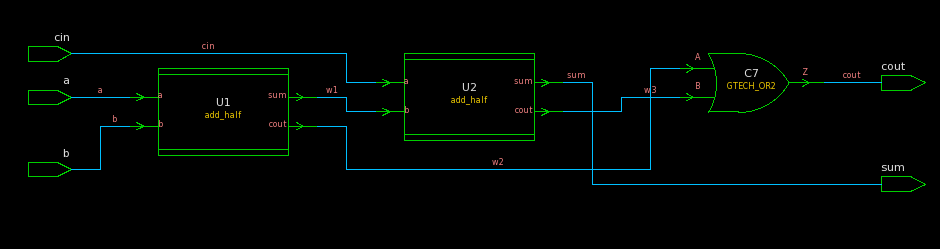 cin
cin
a
a
a
b
b
b
U1
add_half
sum
cout
w1
w2
a
b
U2
add_half
sum
cout
sum
w3
A
B
C7
GTECH_OR2
Z
cout
cout
sum